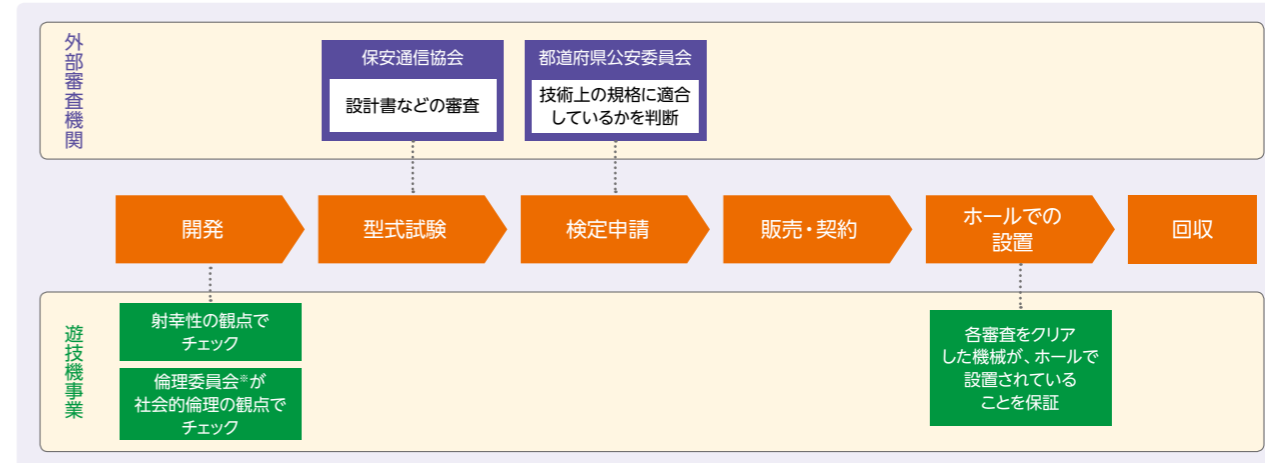 外部審査機関
保安通信協会
設計書などの審査
都道府県公安委員会
技術上の規格に適合
しているかを判断
開発
型式試験
検定申請
販売・契約
ホールでの
設置
回収
遊技機事業
射幸性の観点で
チェック
倫理委員会※が
社会的倫理の観点で
チェック
各審査をクリア
した機械が、ホールで
設置されている
ことを保証